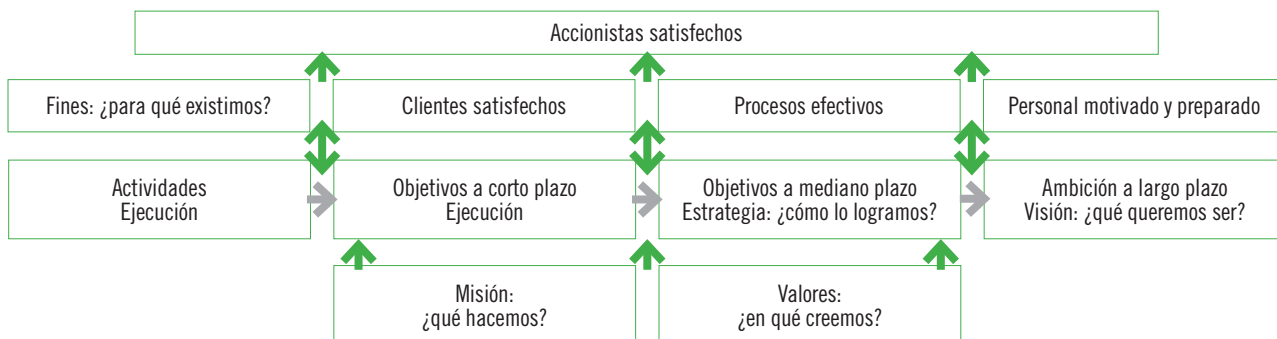 Accionistas satisfechos
Fines: ¿para qué existimos?
Clientes satisfechos
Procesos efectivos
Personal motivado y preparado
Actividades
Ejecución
Objetivos a corto plazo
Ejecución
Objetivos a mediano plazo
Estrategia: ¿cómo lo logramos?
Ambición a largo plazo
Visión: ¿qué queremos ser?
Misión:
¿qué hacemos?
Valores:
¿en qué creemos?